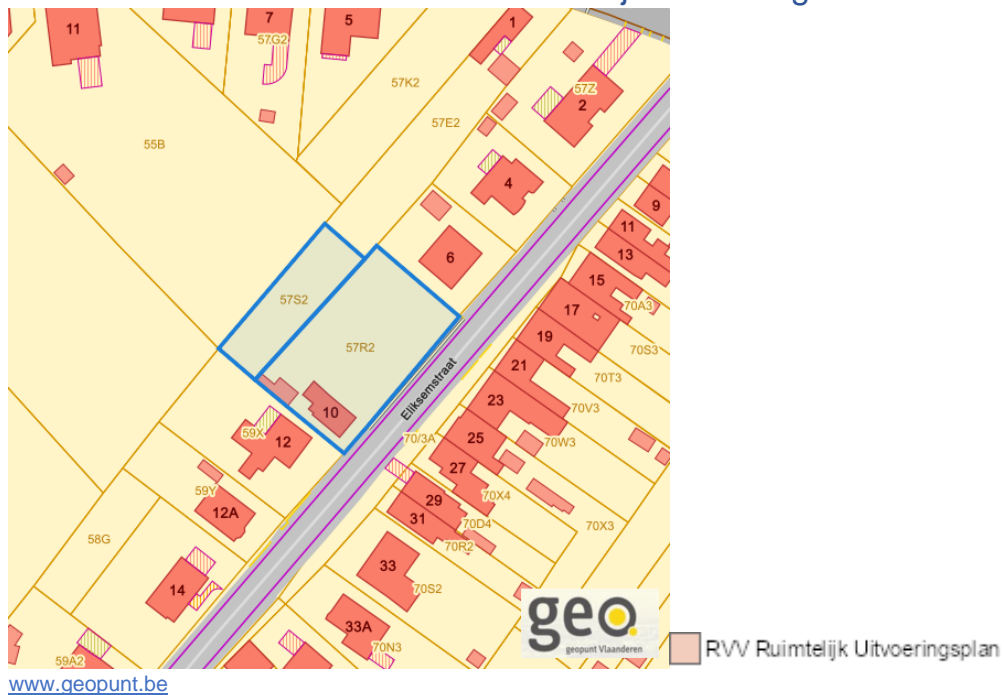 11
7
5
1
57G2
57K2
57Z
2
55B
57E2
4
9
11
6
13
15
57S2
17
70A3
57R2
19
70S3
21
70T3
Eliksemstraat
23
70V3
10
70/3A
25
70W3
59X
12
27
59Y
29
70X4
12A
31
70D4
70X3
58G
70R2
33
14
70S2
geo.
geopunt Vlaanderen
33A
70N3
RVV Ruimtelijk Uitvoeringsplan
59A2
www.geopunt.be